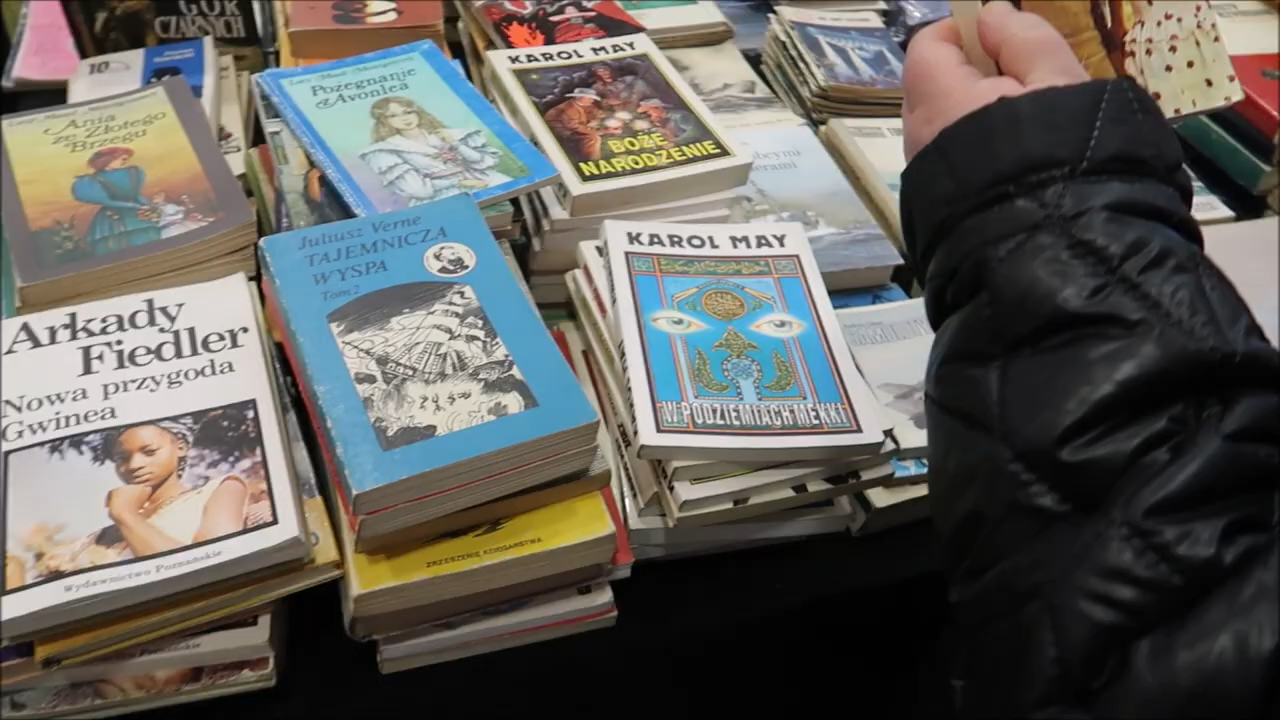 GÓR
CZARNYCH
10
Ania
ze Złotego
Brzegu
Pożegnanie
z Avonlea
KAROL MAY
BOŻE
NARODZENIE
Juliusz Verne
TAJEMNICZA
WYSPA
Tom 2
KAROL MAY
W PODZIEMIACH MEKKI
Arkady
Fiedler
Nowa przygoda
Gwinea
Wydawnictwo Poznańskie
ZRZESZENIE KSIĘGARSTWA
Poznańskie